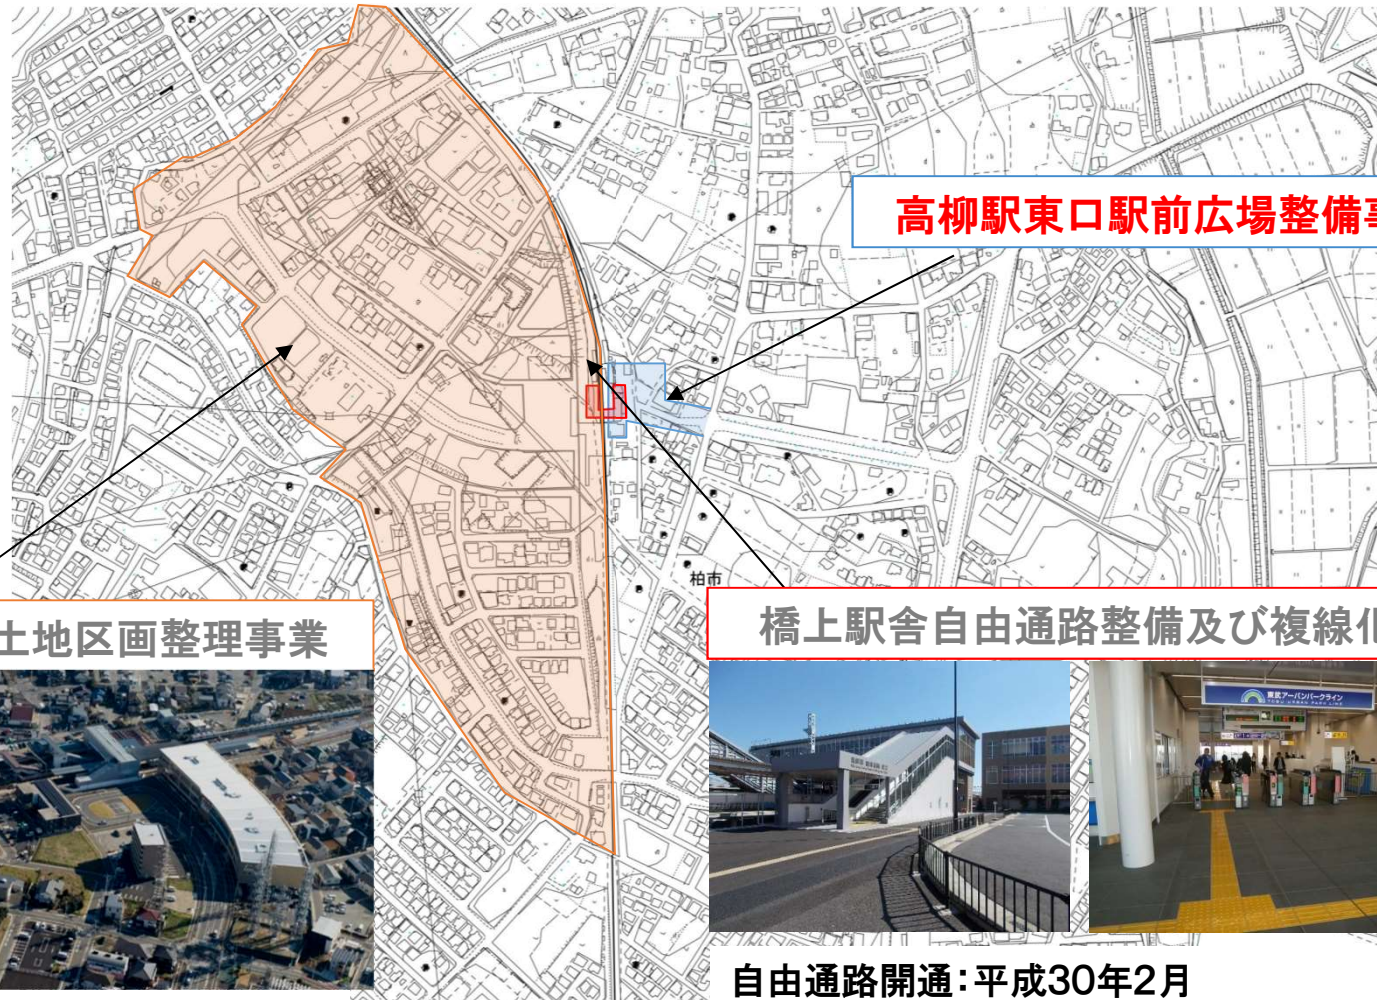 高柳駅東口駅前広場整備事
柏市
土地区画整理事業
橋上駅舎自由通路整備及び複線化
東武アーバンパークライン
TOBU URBAN PARK LINE
自由通路開通:平成30年2月